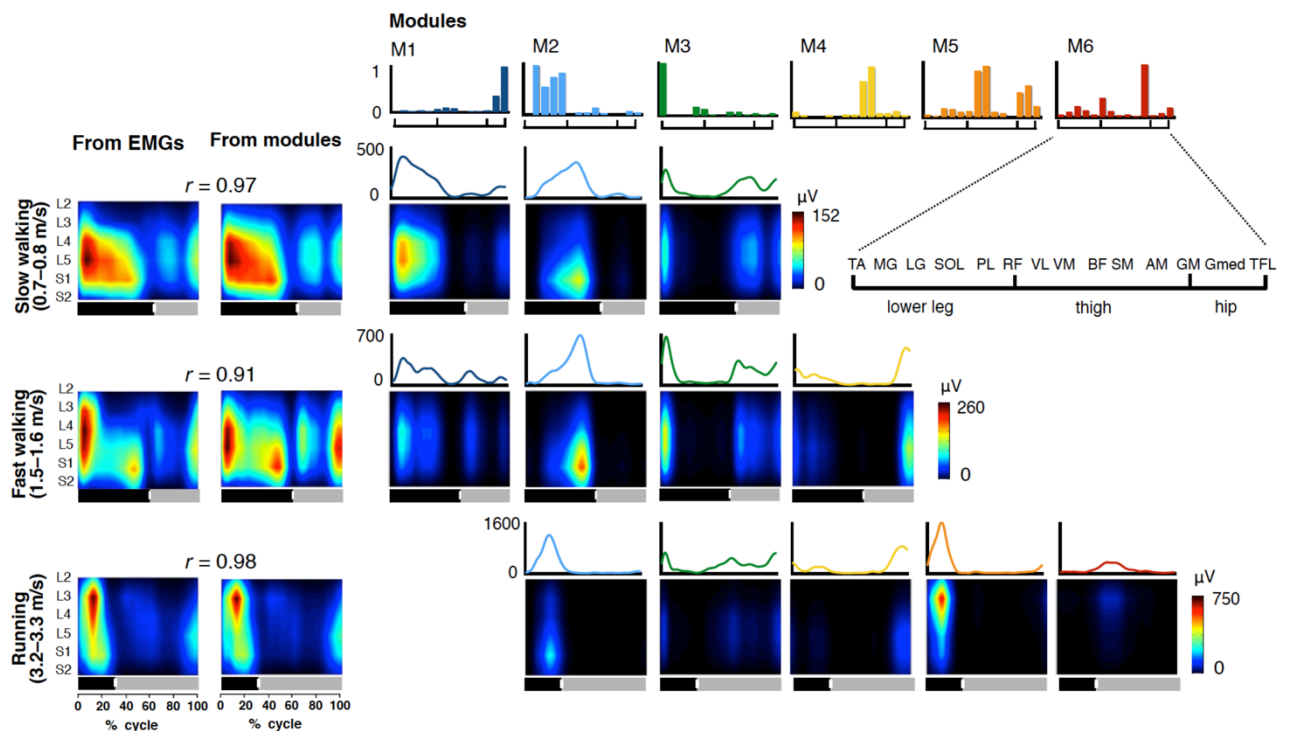 Modules
M1 M2 M3 M4 M5 M6
1
0
From EMGs From modules
500
0
r = 0.97
Slow walking
(0.7–0.8 m/s)
L2
L3
L4
L5
S1
S2
µV
152
0
TA MG LG SOL PL RF VL VM BF SM AM GM Gmed TFL
lower leg thigh hip
700
0
r = 0.91
Fast walking
(1.5–1.6 m/s)
L2
L3
L4
L5
S1
S2
µV
260
0
1600
0
r = 0.98
Running
(3.2–3.3 m/s)
L2
L3
L4
L5
S1
S2
µV
750
0
0 20 40 60 80 100 0 20 40 60 80 100
% cycle % cycle